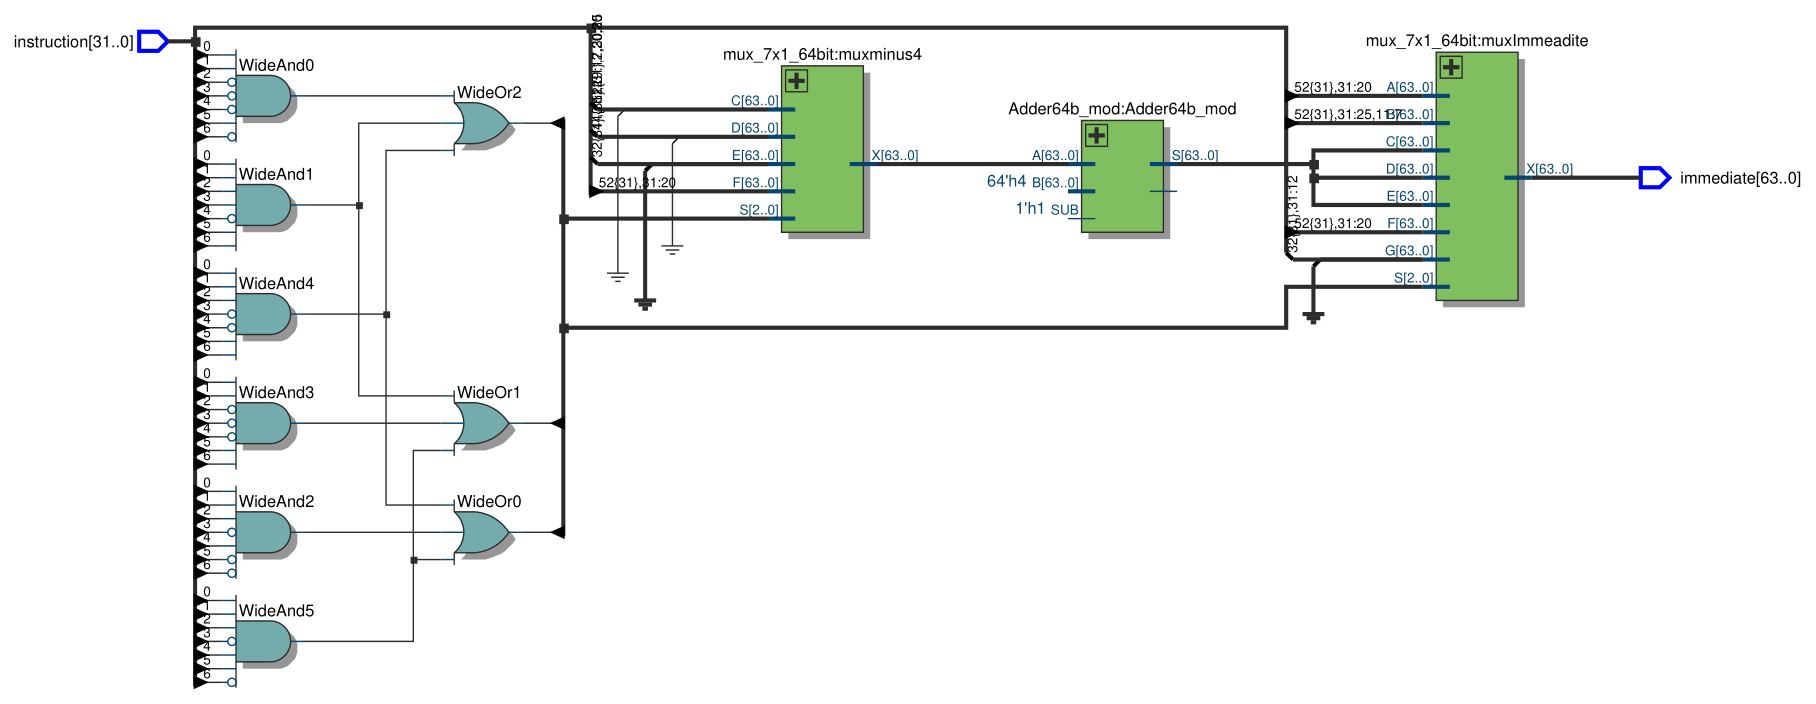 instruction[31..0]
WideAnd0
0
1
2
3
4
5
6
WideAnd1
0
1
2
3
4
5
6
WideAnd4
0
1
2
3
4
5
6
WideAnd3
0
1
2
3
4
5
6
WideAnd2
0
1
2
3
4
5
6
WideAnd5
0
1
2
3
4
5
6
WideOr2
WideOr1
WideOr0
mux_7x1_64bit:muxminus4
C[63..0]
D[63..0]
E[63..0]
52{31},31:20
F[63..0]
S[2..0]
X[63..0]
Adder64b_mod:Adder64b_mod
A[63..0]
64'h4 B[63..0]
1'h1 SUB
S[63..0]
mux_7x1_64bit:muxImmeadite
52{31},31:20 A[63..0]
52{31},31:25,11:7 B[63..0]
C[63..0]
D[63..0]
E[63..0]
52{31},31:20 F[63..0]
32{31},31:12
G[63..0]
S[2..0]
X[63..0]
immediate[63..0]